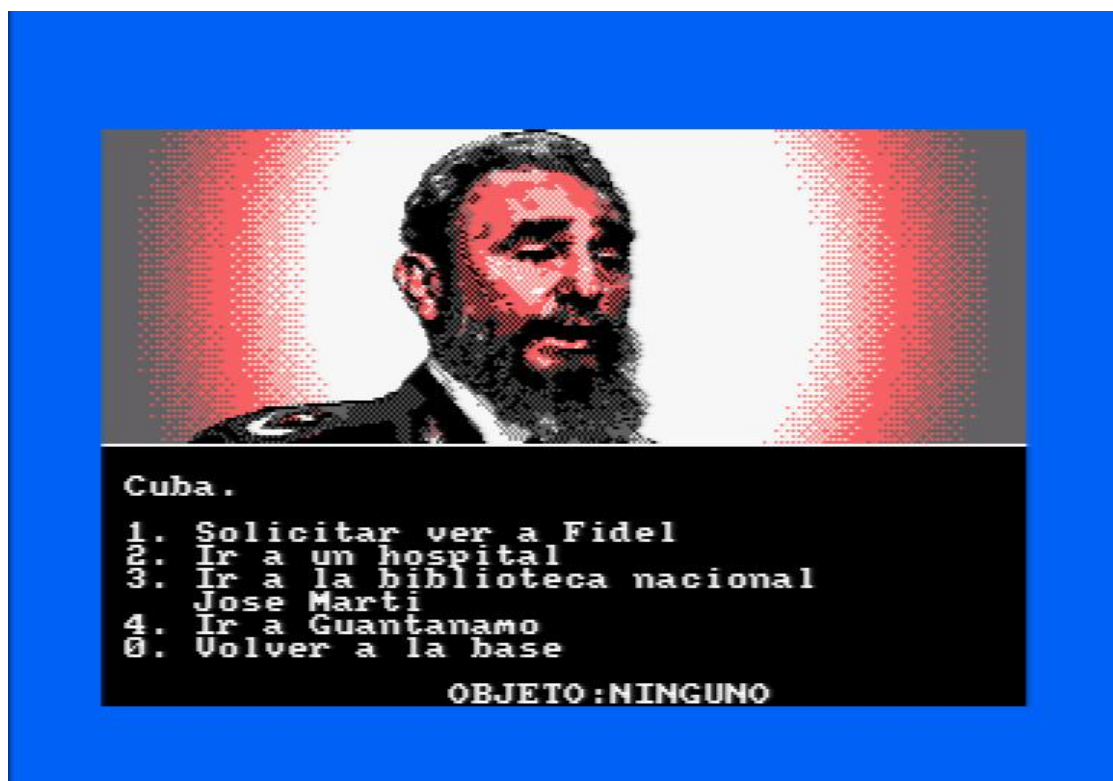 Cuba.
1. Solicitar ver a Fidel
2. Ir a un hospital
3. Ir a la biblioteca nacional
Jose Marti
4. Ir a Guantanamo
0. Volver a la base
OBJETO:NINGUNO